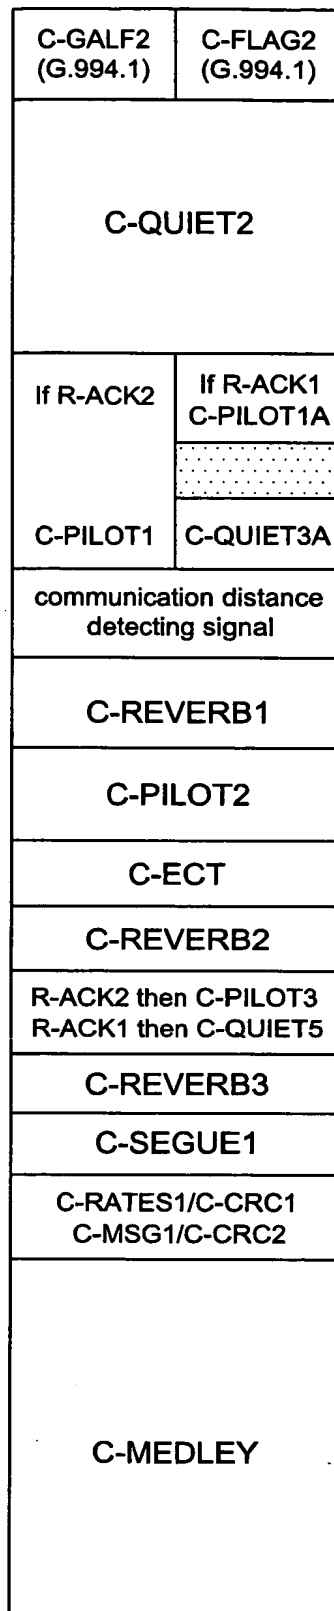 C-GALF2
(G.994.1)
C-FLAG2
(G.994.1)
C-QUIET2
If R-ACK2
C-PILOT1
If R-ACK1
C-PILOT1A
C-QUIET3A
communication distance
detecting signal
C-REVERB1
C-PILOT2
C-ECT
C-REVERB2
R-ACK2 then C-PILOT3
R-ACK1 then C-QUIET5
C-REVERB3
C-SEGUE1
C-RATES1/C-CRC1
C-MSG1/C-CRC2
C-MEDLEY